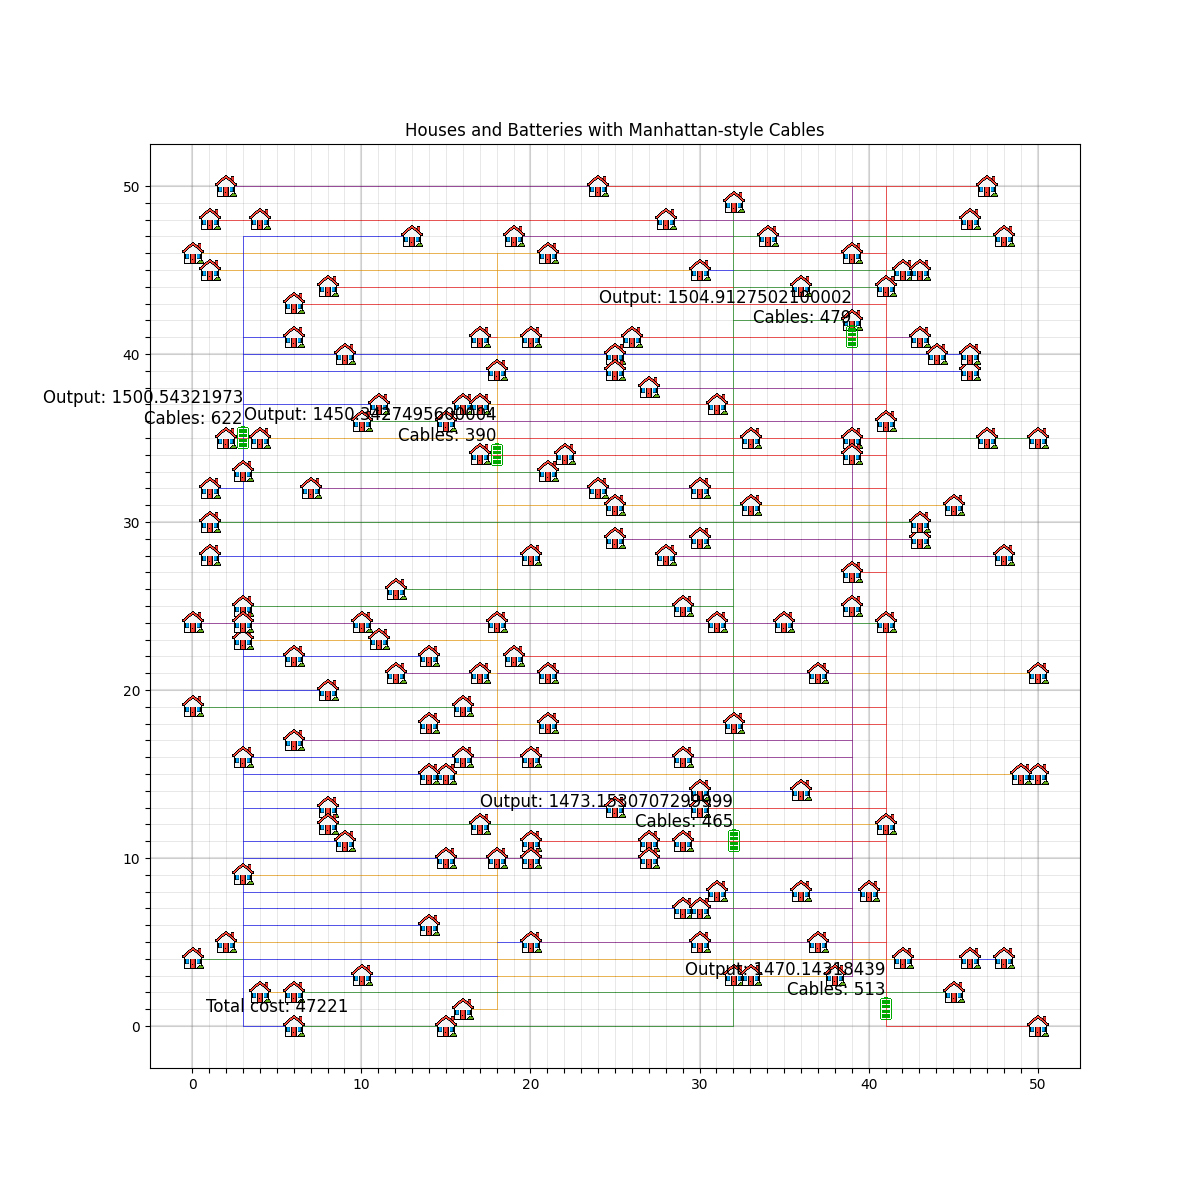 Houses and Batteries with Manhattan-style Cables
50
Output: 1504.9127502100002
Cables: 479
40
Output: 1500.54321973
Cables: 622
Output: 1450.3427495600004
Cables: 390
30
20
Output: 1473.1530707299999
Cables: 465
10
Output: 1470.14318439
Cables: 513
Total cost: 47221
0
0 10 20 30 40 50